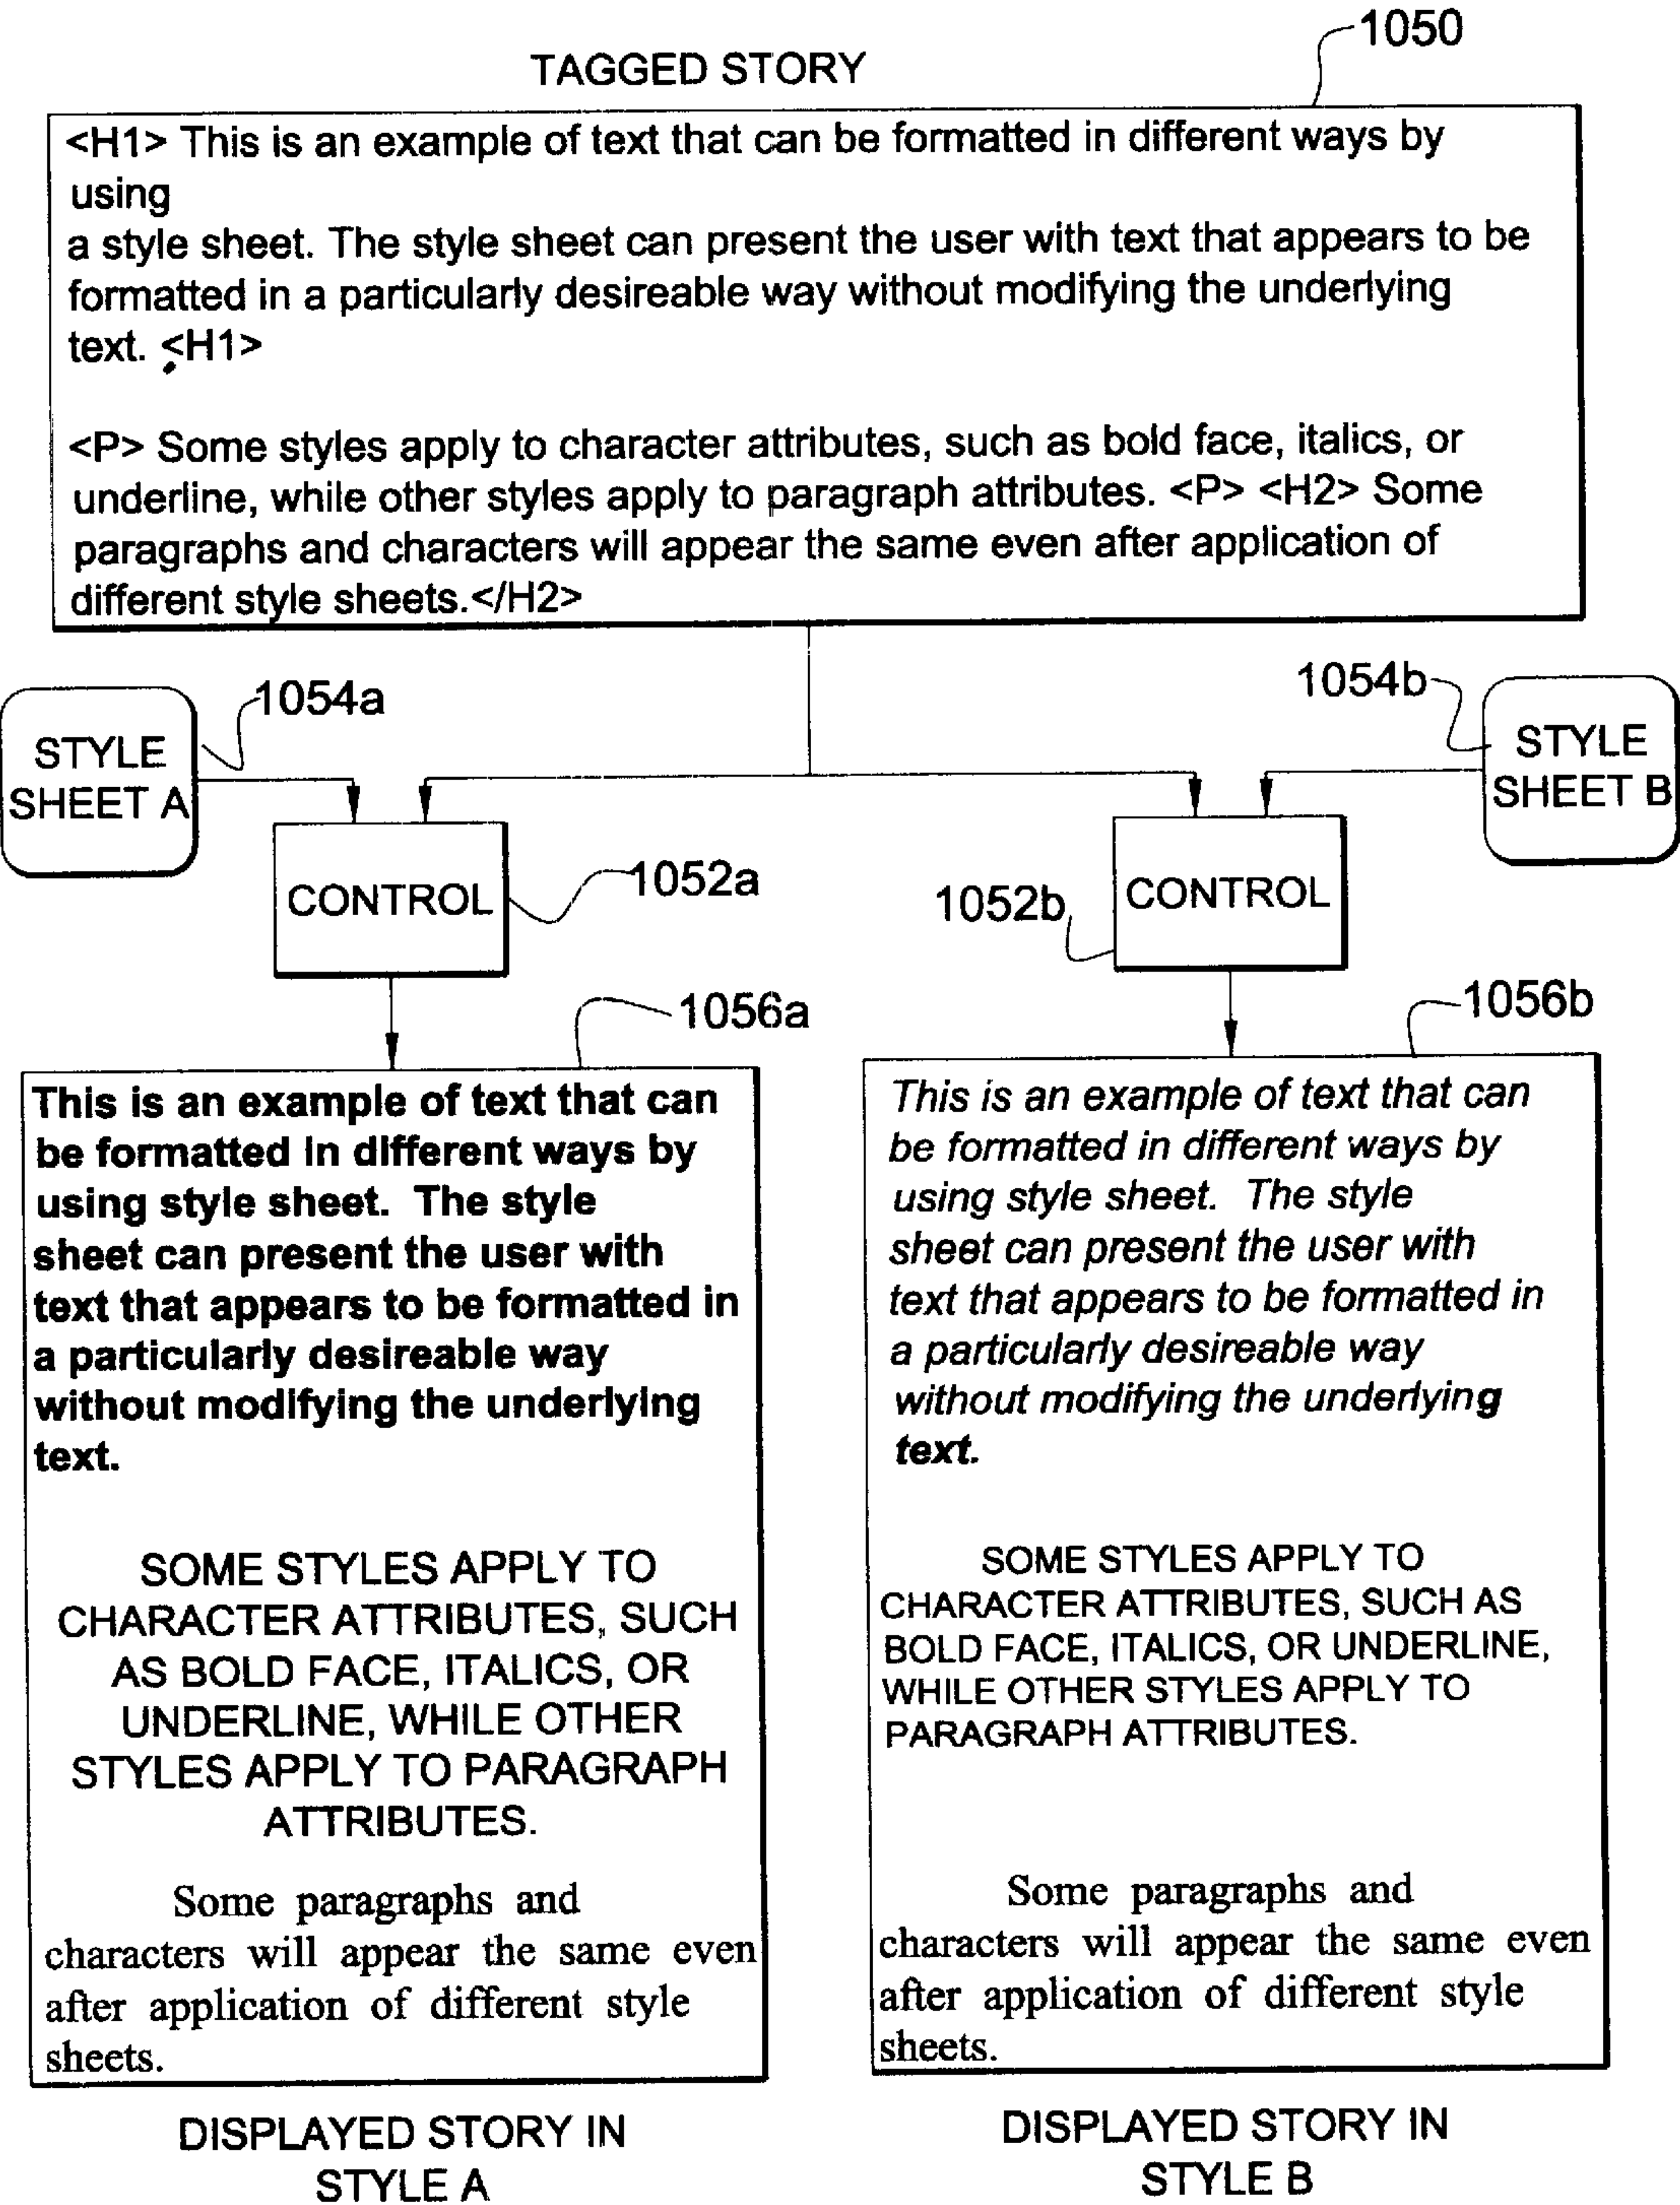 1050
TAGGED STORY
<H1> This is an example of text that can be formatted in different ways by
using
a style sheet. The style sheet can present the user with text that appears to be
formatted in a particularly desireable way without modifying the underlying
text. <H1>
<P> Some styles apply to character attributes, such as bold face, italics, or
underline, while other styles apply to paragraph attributes. <P> <H2> Some
paragraphs and characters will appear the same even after application of
different style sheets.</H2>
1054a
1054b
STYLE
SHEET A
STYLE
SHEET B
CONTROL
1052a
1052b
CONTROL
1056a
1056b
This is an example of text that can
be formatted in different ways by
using style sheet. The style
sheet can present the user with
text that appears to be formatted in
a particularly desireable way
without modifying the underlying
text.
SOME STYLES APPLY TO
CHARACTER ATTRIBUTES, SUCH
AS BOLD FACE, ITALICS, OR
UNDERLINE, WHILE OTHER
STYLES APPLY TO PARAGRAPH
ATTRIBUTES.
Some paragraphs and
characters will appear the same even
after application of different style
sheets.
DISPLAYED STORY IN
STYLE A
This is an example of text that can
be formatted in different ways by
using style sheet. The style
sheet can present the user with
text that appears to be formatted in
a particularly desireable way
without modifying the underlying
text.
SOME STYLES APPLY TO
CHARACTER ATTRIBUTES, SUCH AS
BOLD FACE, ITALICS, OR UNDERLINE,
WHILE OTHER STYLES APPLY TO
PARAGRAPH ATTRIBUTES.
Some paragraphs and
characters will appear the same even
after application of different style
sheets.
DISPLAYED STORY IN
STYLE B